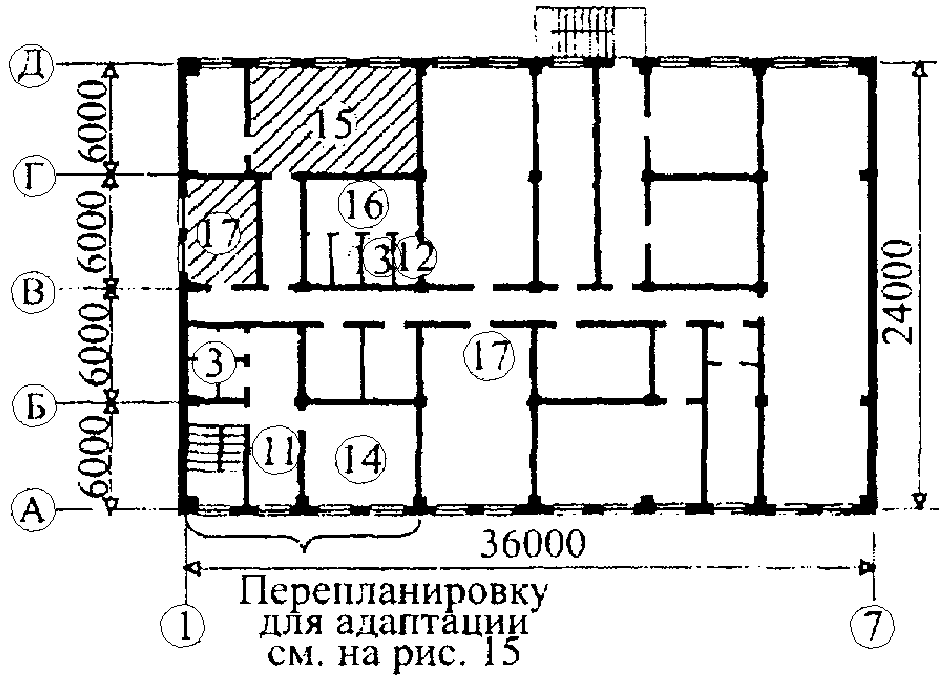 Д
6000
15
Г
16
6000
17
13
12
В
24000
6000
3
17
Б
6000
11
14
А
36000
1
7
Перепланировку
для адаптации
см. на рис. 15